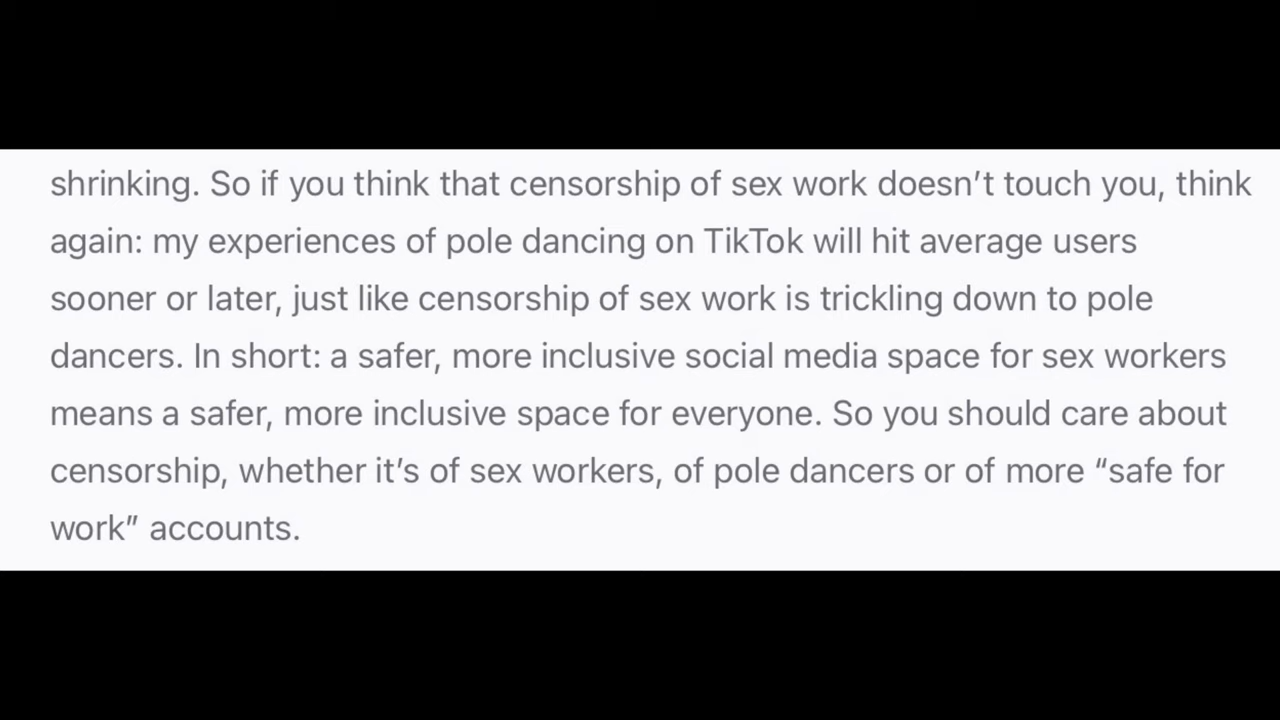 shrinking. So if you think that censorship of sex work doesn’t touch you, think
again: my experiences of pole dancing on TikTok will hit average users
sooner or later, just like censorship of sex work is trickling down to pole
dancers. In short: a safer, more inclusive social media space for sex workers
means a safer, more inclusive space for everyone. So you should care about
censorship, whether it’s of sex workers, of pole dancers or of more “safe for
work” accounts.